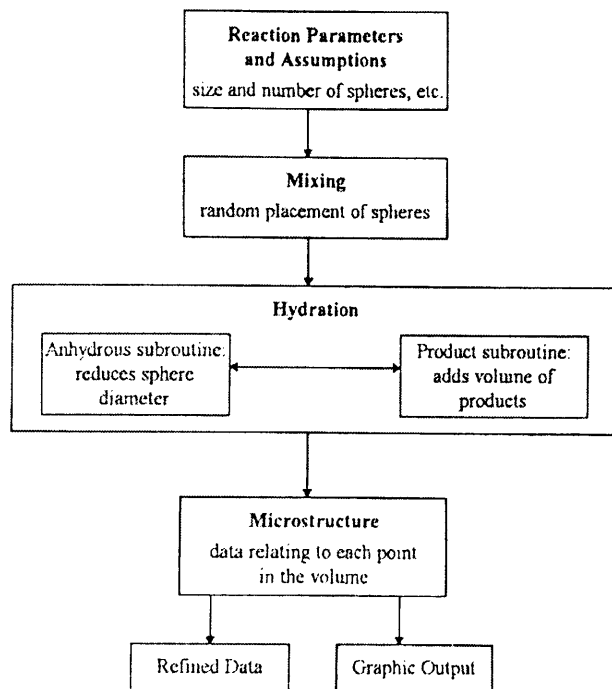 Reaction Parameters
and Assumptions
size and number of spheres, etc.
Mixing
random placement of spheres
Hydration
Anhydrous subroutine:
reduces sphere
diameter
Product subroutine:
adds volume of
products
Microstructure
data relating to each point
in the volume
Refined Data
Graphic Output